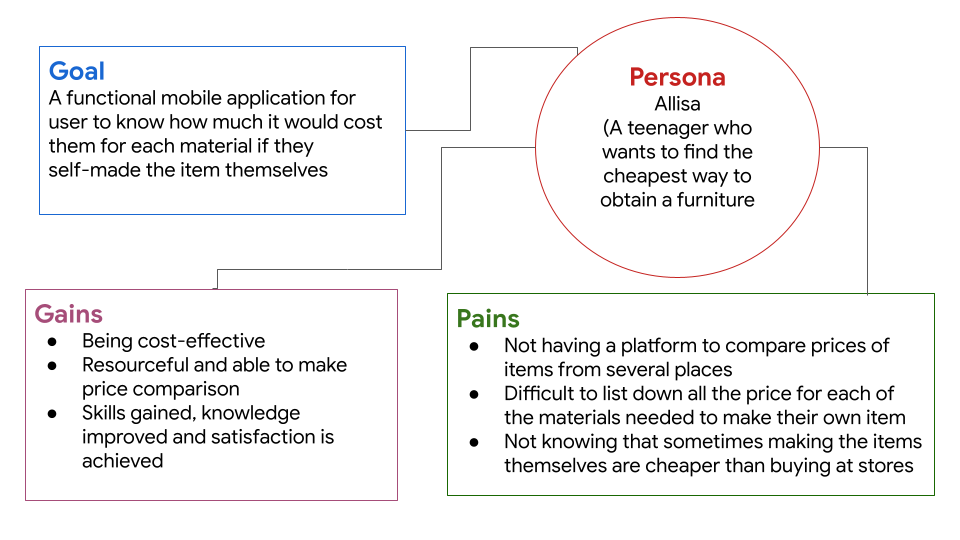 Goal
A functional mobile application for
user to know how much it would cost
them for each material if they
self-made the item themselves
Persona
Allisa
(A teenager who
wants to find the
cheapest way to
obtain a furniture
Gains
● Being cost-effective
● Resourceful and able to make
price comparison
● Skills gained, knowledge
improved and satisfaction is
achieved
Pains
● Not having a platform to compare prices of
items from several places
● Difficult to list down all the price for each of
the materials needed to make their own item
● Not knowing that sometimes making the items
themselves are cheaper than buying at stores